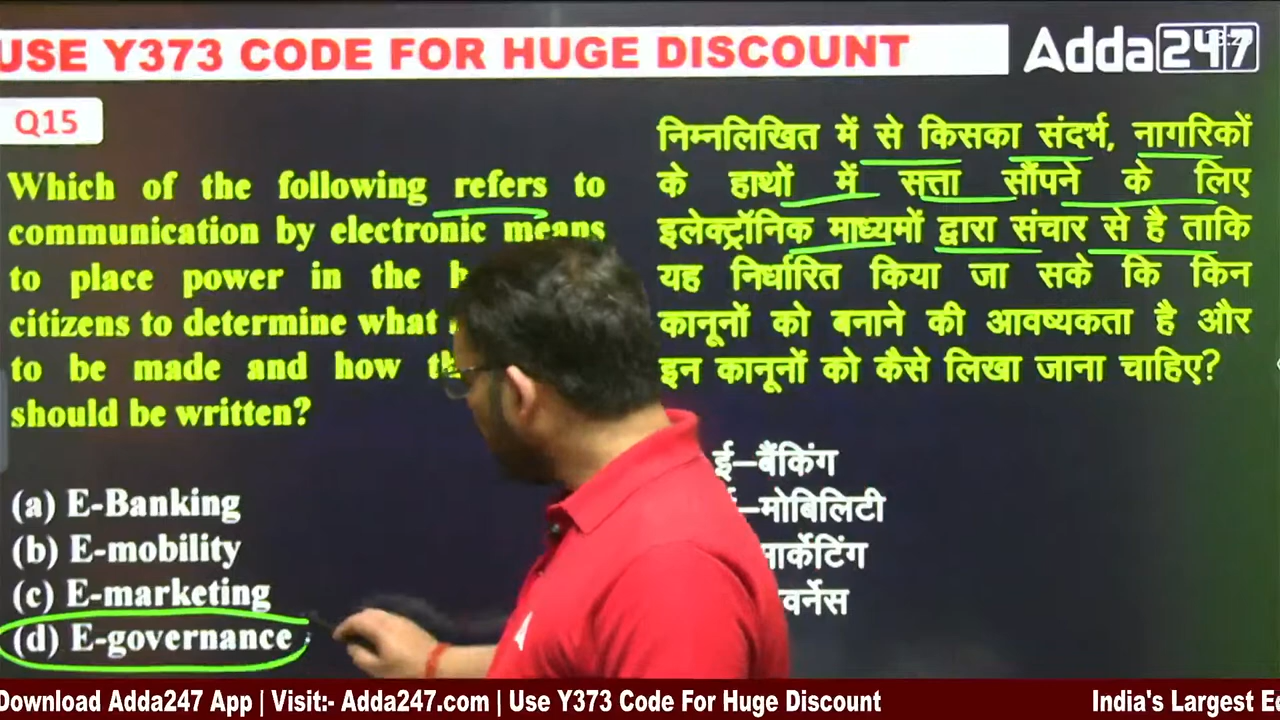 USE Y373 CODE FOR HUGE DISCOUNT
Adda247
Q15
Which of the following refers to
communication by electronic means
to place power in the
citizens to determine what
to be made and how
should be written?
(a) E-Banking
(b) E-mobility
(c) E-marketing
(d) E-governance
निम्नलिखित में से किसका संदर्भ, नागरिकों
के हाथों में सत्ता सौंपने के लिए
इलेक्ट्रॉनिक माध्यमों द्वारा संचार से है ताकि
यह निर्धारित किया जा सके कि किन
कानूनों को बनाने की आवष्यकता है और
इन कानूनों को कैसे लिखा जाना चाहिए?
ई–बैंकिंग
–मोबिलिटी
मार्केटिंग
वर्नेस
Download Adda247 App | Visit:- Adda247.com | Use Y373 Code For Huge Discount
India's Largest